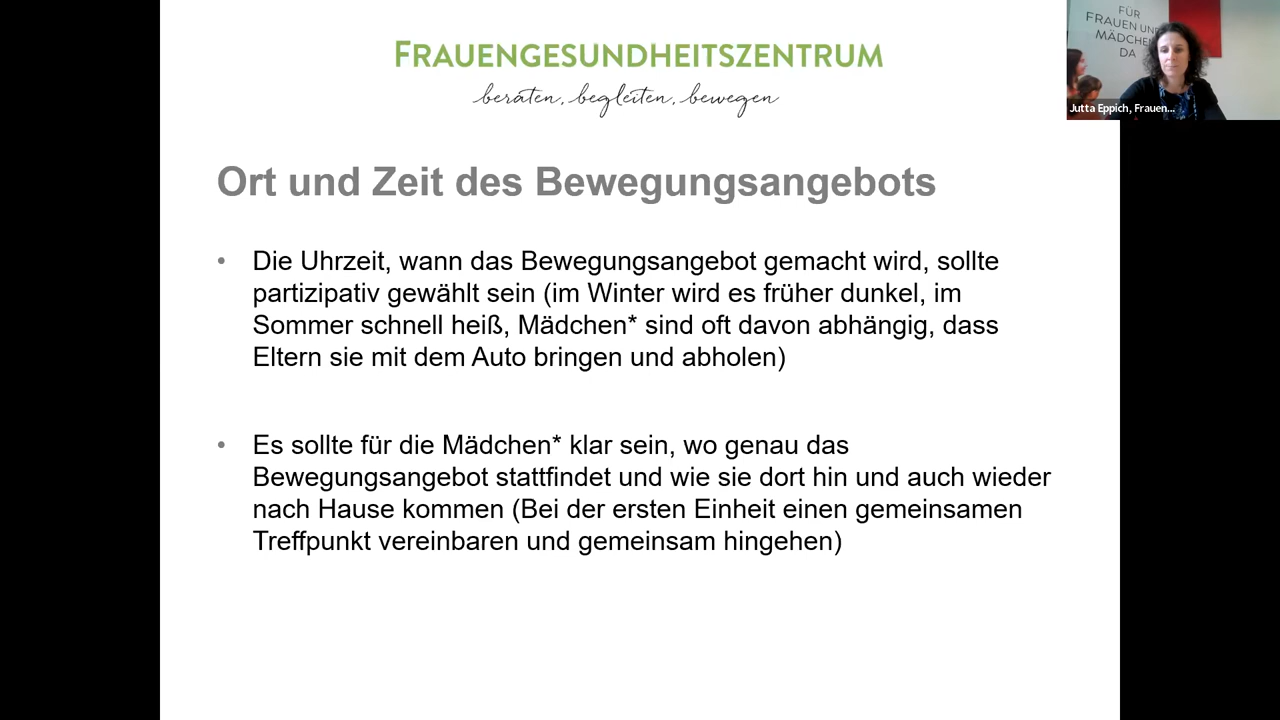 FRAUENGESUNDHEITSZENTRUM
beraten, begleiten, bewegen
FÜR
FRAUEN UND
MÄDCHEN
DA
Jutta Eppich, Frauen...
Ort und Zeit des Bewegungsangebots
• Die Uhrzeit, wann das Bewegungsangebot gemacht wird, sollte
partizipativ gewählt sein (im Winter wird es früher dunkel, im
Sommer schnell heiß, Mädchen* sind oft davon abhängig, dass
Eltern sie mit dem Auto bringen und abholen)
• Es sollte für die Mädchen* klar sein, wo genau das
Bewegungsangebot stattfindet und wie sie dort hin und auch wieder
nach Hause kommen (Bei der ersten Einheit einen gemeinsamen
Treffpunkt vereinbaren und gemeinsam hingehen)